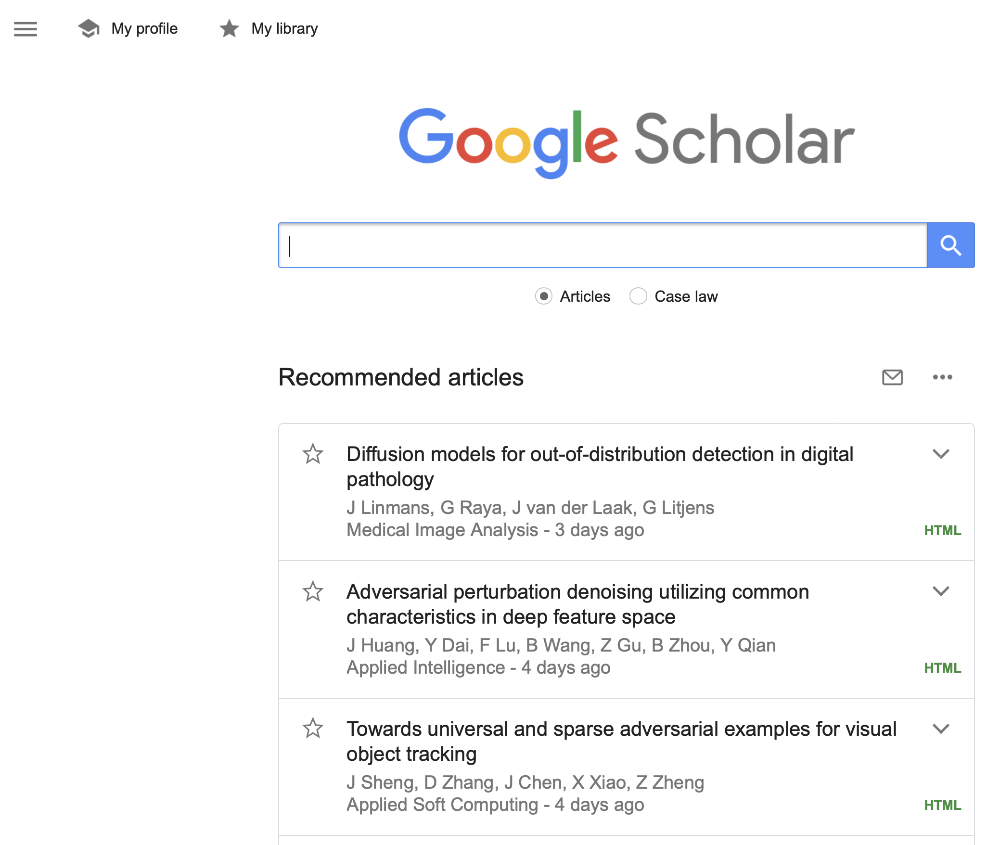 My profile
My library
Google Scholar
Articles
Case law
Recommended articles
Diffusion models for out-of-distribution detection in digital
pathology
J Linmans, G Raya, J van der Laak, G Litjens
Medical Image Analysis - 3 days ago
HTML
Adversarial perturbation denoising utilizing common
characteristics in deep feature space
J Huang, Y Dai, F Lu, B Wang, Z Gu, B Zhou, Y Qian
Applied Intelligence - 4 days ago
HTML
Towards universal and sparse adversarial examples for visual
object tracking
J Sheng, D Zhang, J Chen, X Xiao, Z Zheng
Applied Soft Computing - 4 days ago
HTML